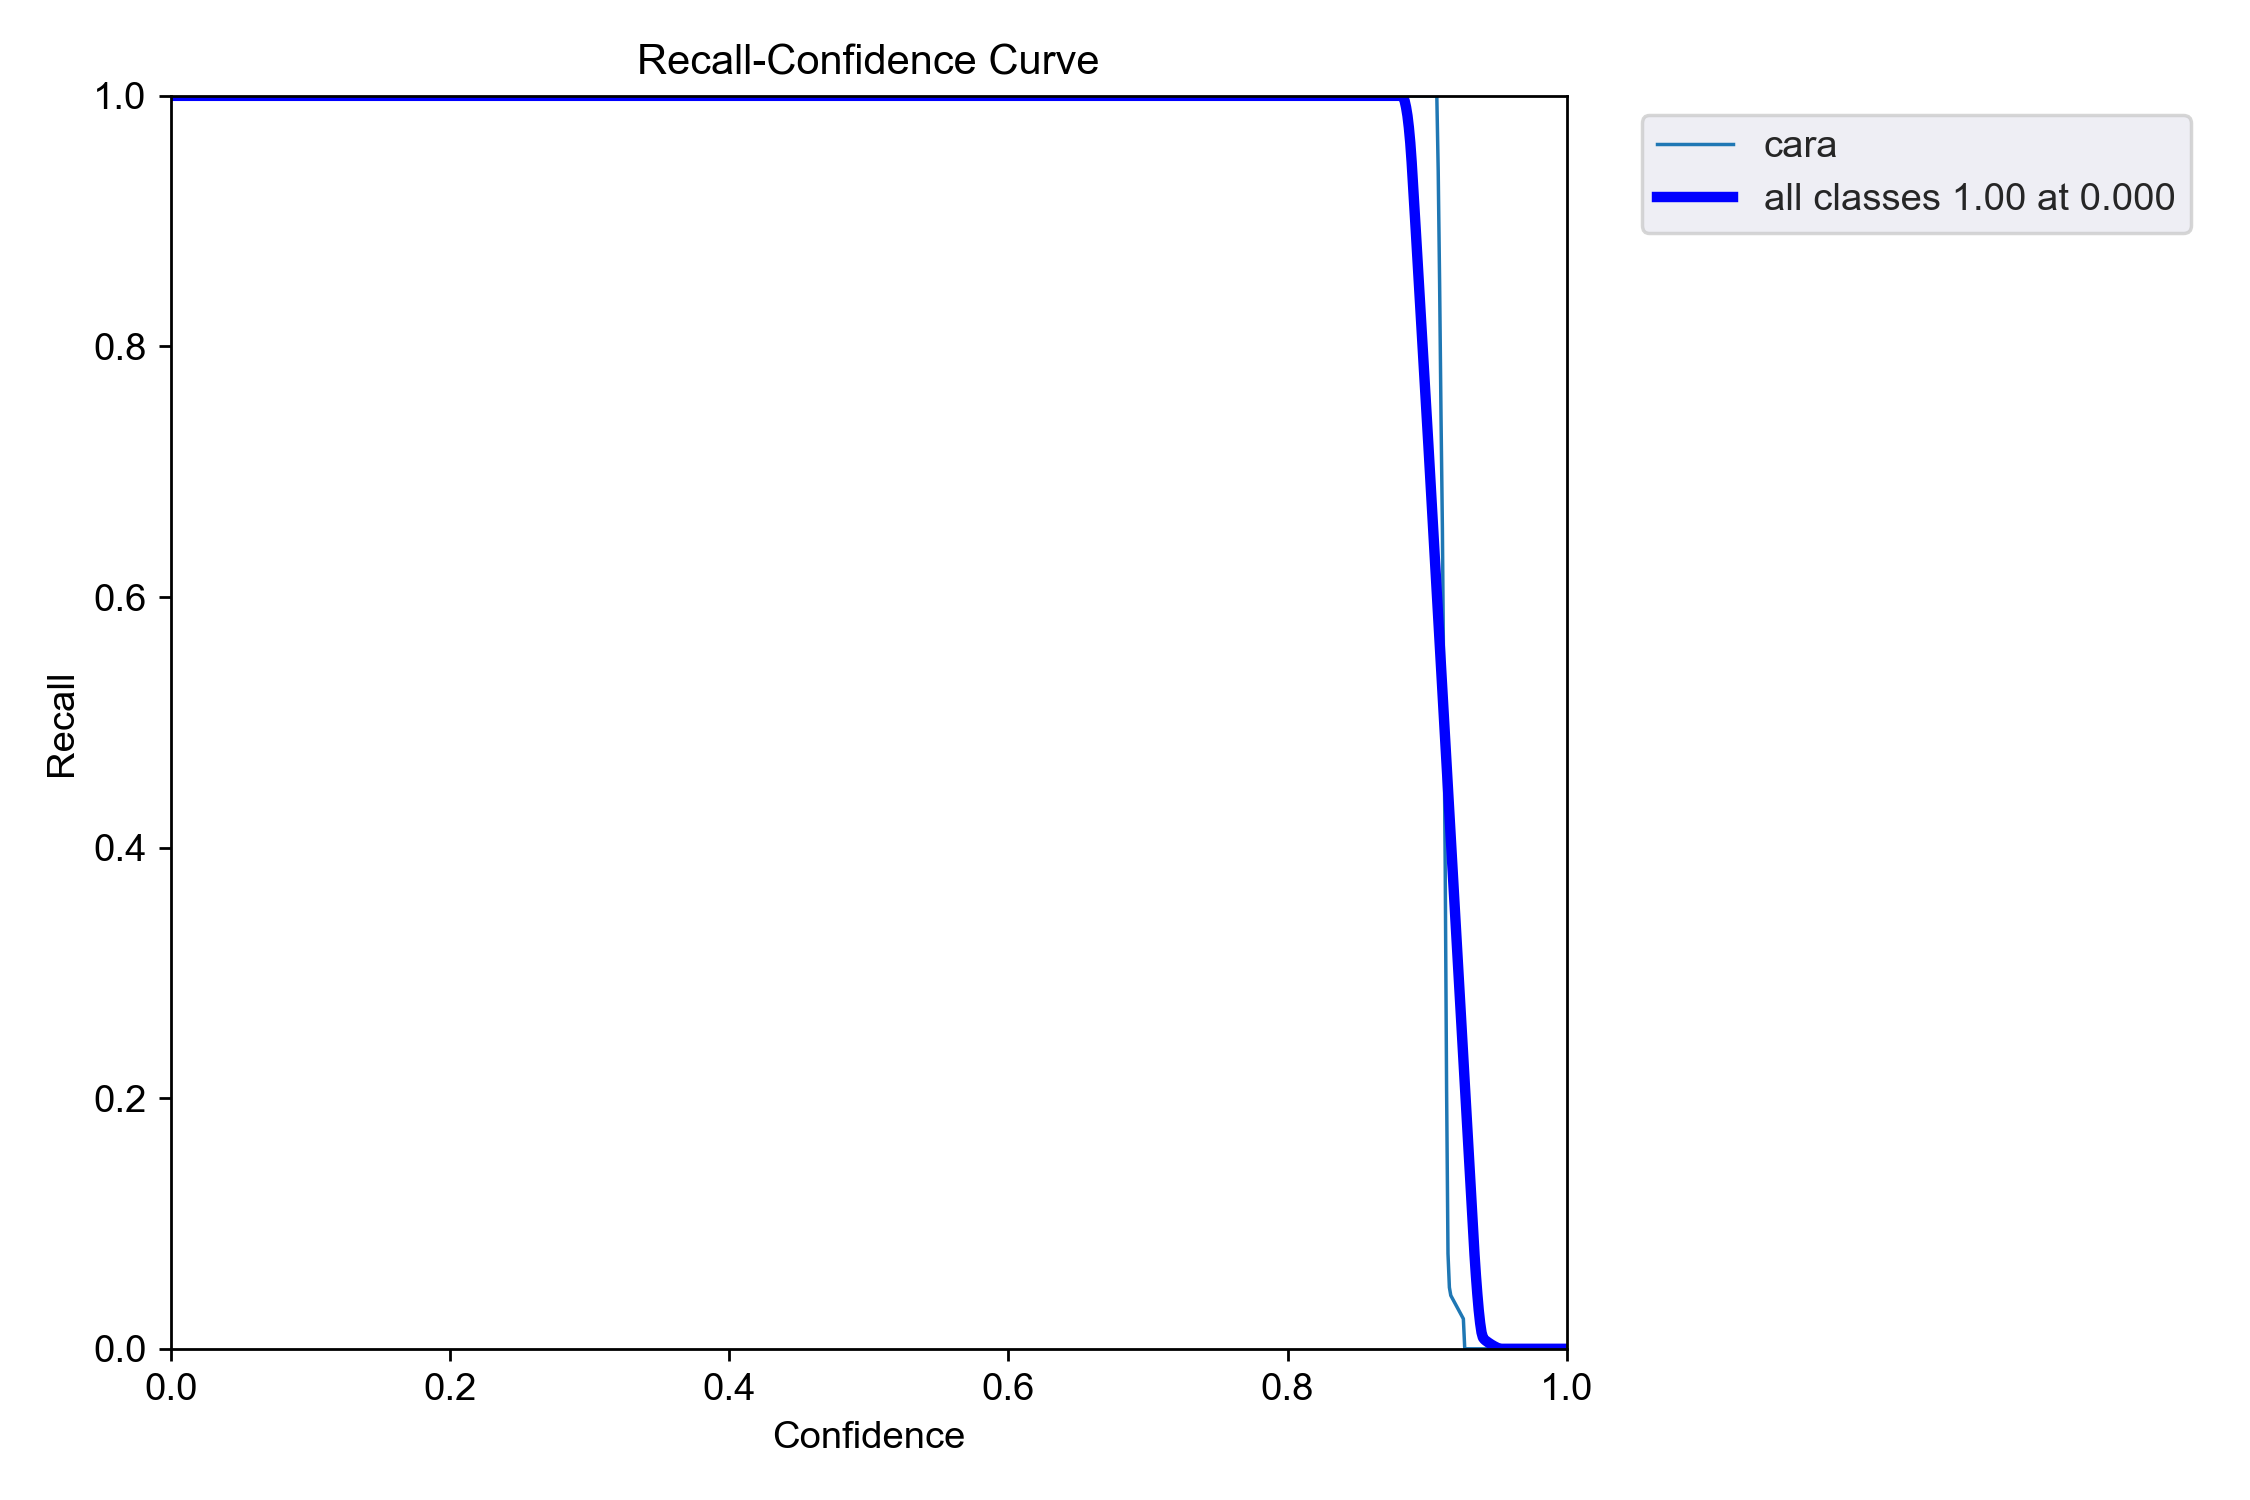 Recall-Confidence Curve
1.0
0.8
0.6
0.4
0.2
0.0
Recall
0.0 0.2 0.4 0.6 0.8 1.0
Confidence
cara
all classes 1.00 at 0.000